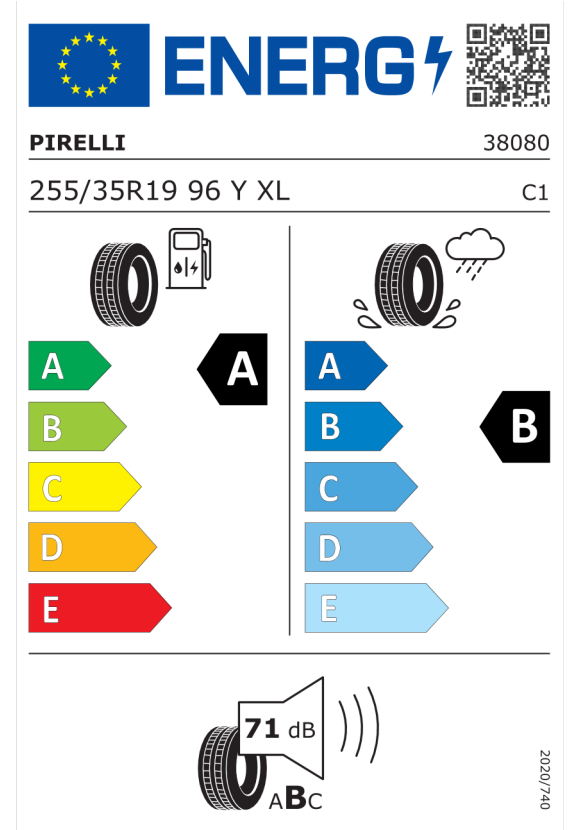 ENERG
PIRELLI 38080
255/35R19 96 Y XL C1
A A
B
C
D
E
A
B B
C
D
E
71 dB
ABC
2020/740